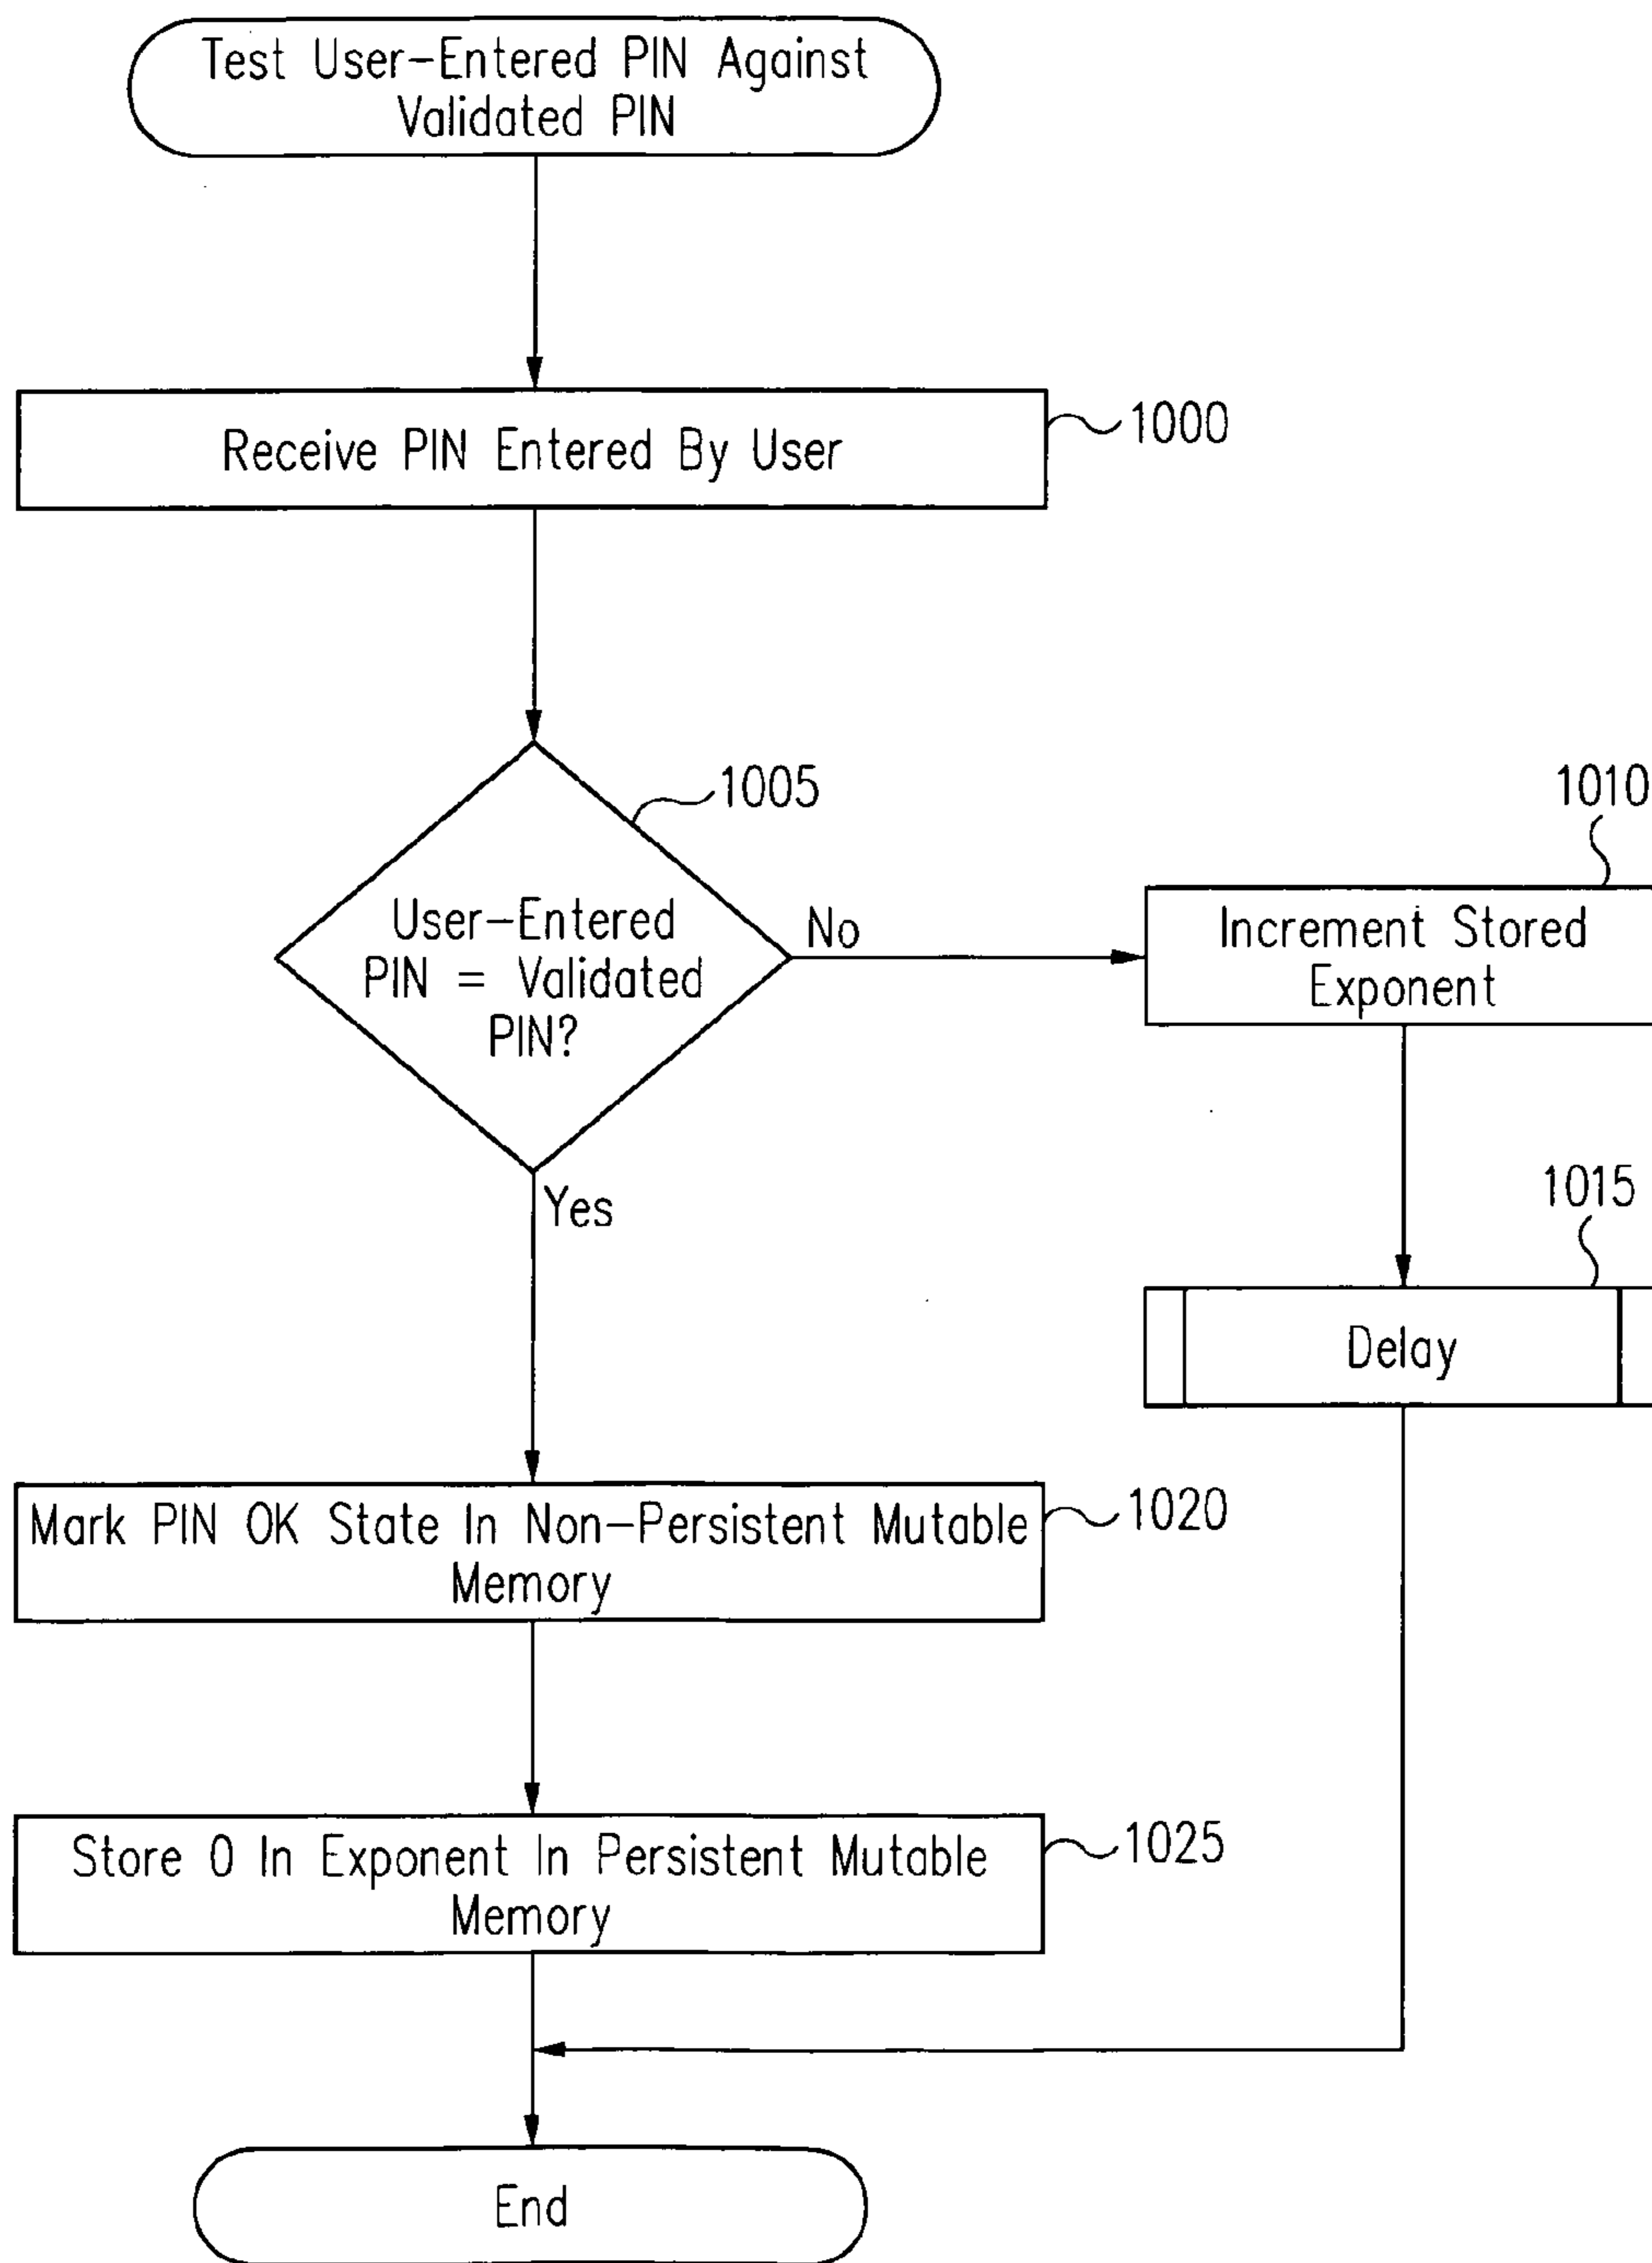 Test User-Entered PIN Against
Validated PIN
Receive PIN Entered By User
1000
1005
User-Entered
PIN = Validated
PIN?
No
Yes
1010
Increment Stored
Exponent
1015
Delay
Mark PIN OK State In Non-Persistent Mutable
Memory
1020
Store 0 In Exponent In Persistent Mutable
Memory
1025
End